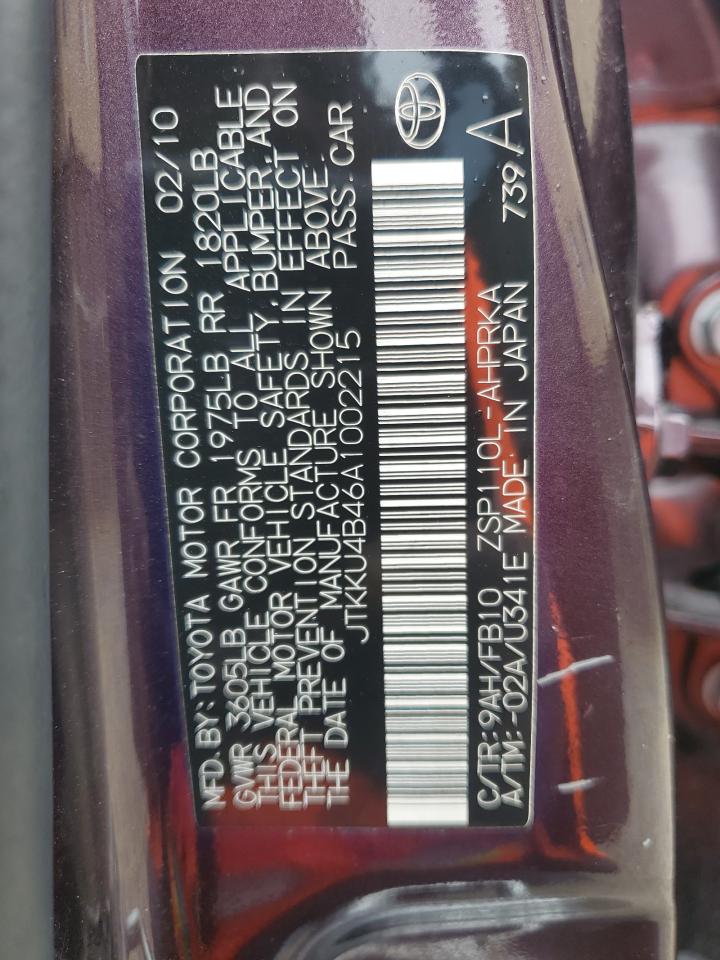 MFD. BY: TOYOTA MOTOR CORPORATION 02/10
GVWR 3605LB GAWR FR 1975LB RR 1820LB
THIS VEHICLE CONFORMS TO ALL APPLICABLE
FEDERAL MOTOR VEHICLE SAFETY, BUMPER, AND
THEFT PREVENTION STANDARDS IN EFFECT ON
THE DATE OF MANUFACTURE SHOWN ABOVE.
JTKKU4B46A1002215 PASS. CAR
C/TR: 9AH/FB10 ZSP110L-AHPRKA 739 A
A/TM: -02A/U341E MADE IN JAPAN